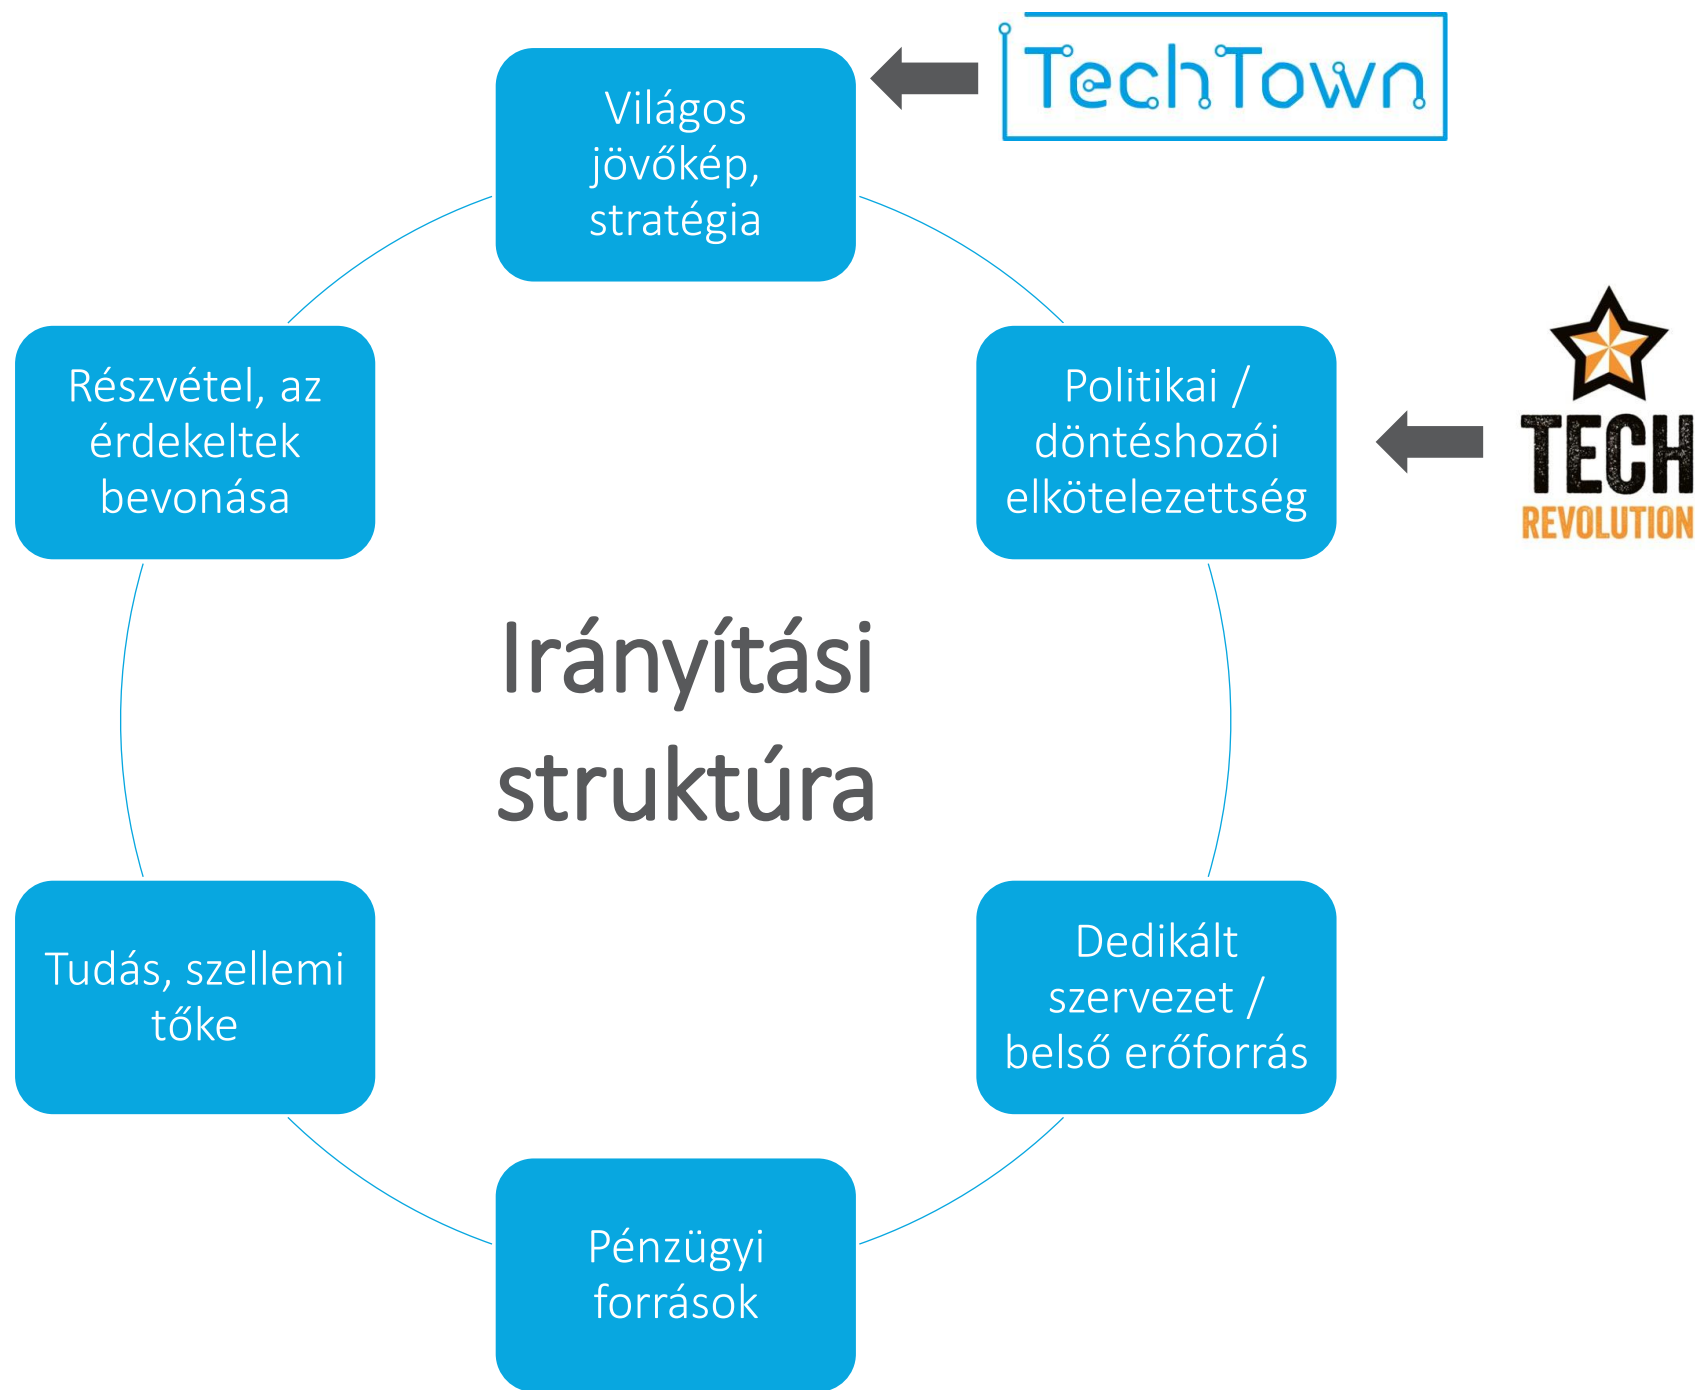 TechTown
Világos
jövőkép,
stratégia
Politikai /
döntéshozói
elkötelezettség
TECH
REVOLUTION
Dedikált
szervezet /
belső erőforrás
Pénzügyi
források
Tudás, szellemi
tőke
Részvétel, az
érdekeltek
bevonása
Irányítási
struktúra